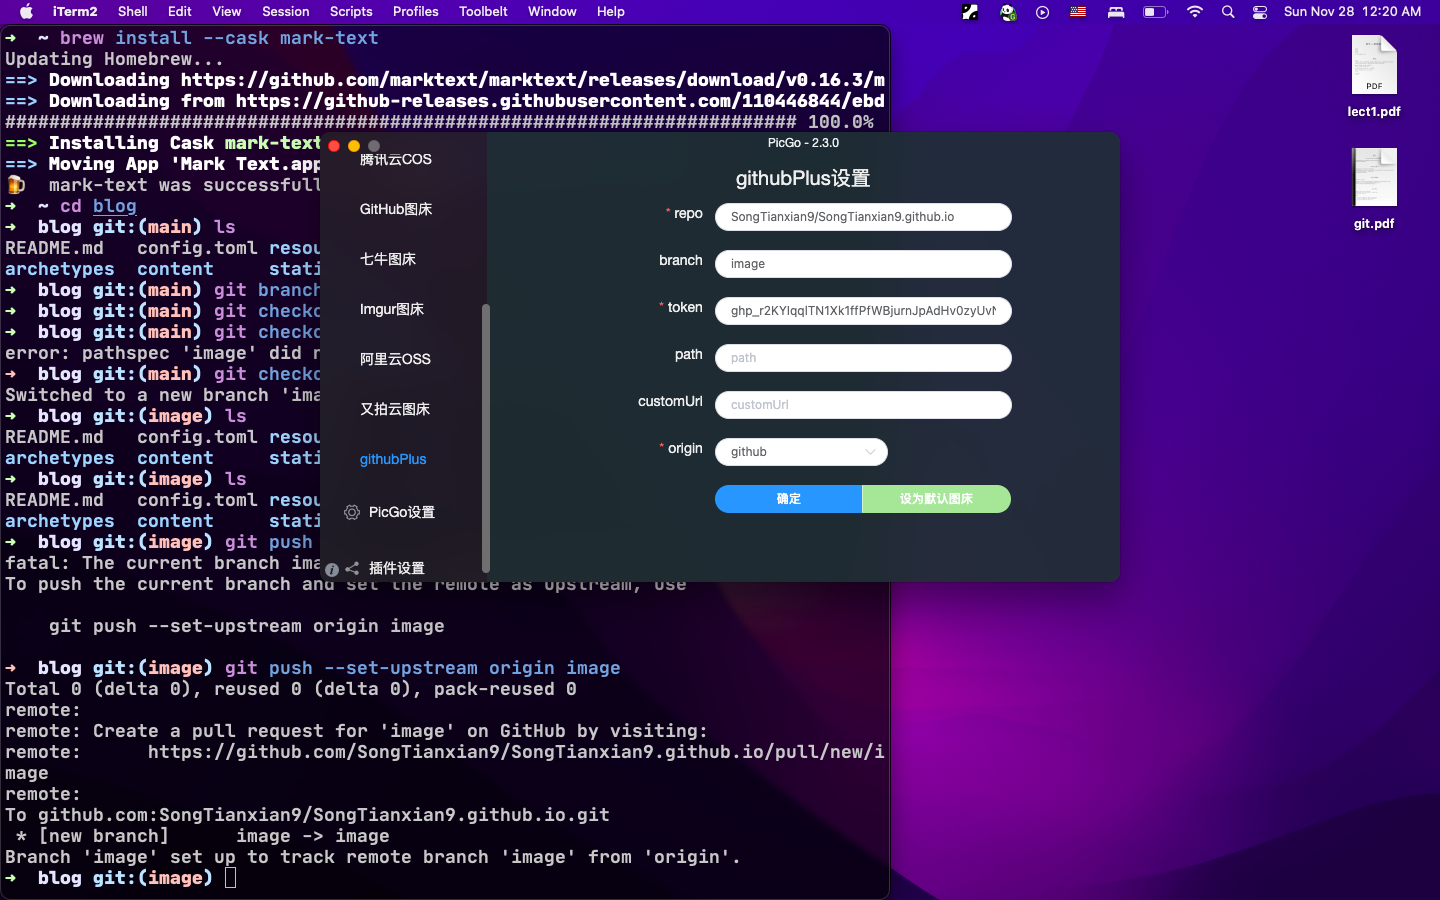 iTerm2 Shell Edit View Session Scripts Profiles Toolbelt Window Help Sun Nov 28 12:20 AM
➜ ~ brew install --cask mark-text
Updating Homebrew...
==> Downloading https://github.com/marktext/marktext/releases/download/v0.16.3/m
==> Downloading from https://github-releases.githubusercontent.com/110446844/ebd
######################################################################## 100.0%
==> Installing Cask mark-text
==> Moving App 'Mark Text.app
🍺 mark-text was successfull
➜ ~ cd blog
➜ blog git:(main) ls
README.md config.toml resou
archetypes content stati
➜ blog git:(main) git branch
➜ blog git:(main) git checko
➜ blog git:(main) git checko
error: pathspec 'image' did n
➜ blog git:(main) git checko
Switched to a new branch 'ima
➜ blog git:(image) ls
README.md config.toml resou
archetypes content stati
➜ blog git:(image) ls
README.md config.toml resou
archetypes content stati
➜ blog git:(image) git push
fatal: The current branch ima
To push the current branch and set the remote as upstream, use
git push --set-upstream origin image
➜ blog git:(image) git push --set-upstream origin image
Total 0 (delta 0), reused 0 (delta 0), pack-reused 0
remote:
remote: Create a pull request for 'image' on GitHub by visiting:
remote: https://github.com/SongTianxian9/SongTianxian9.github.io/pull/new/i
mage
remote:
To github.com:SongTianxian9/SongTianxian9.github.io.git
* [new branch] image -> image
Branch 'image' set up to track remote branch 'image' from 'origin'.
➜ blog git:(image)
PicGo - 2.3.0
腾讯云COS
GitHub图床
七牛图床
Imgur图床
阿里云OSS
又拍云图床
githubPlus
PicGo设置
插件设置
githubPlus设置
* repo SongTianxian9/SongTianxian9.github.io
branch image
* token
path path
customUrl customUrl
* origin github
确定 设为默认图床
PDF
lect1.pdf
git.pdf